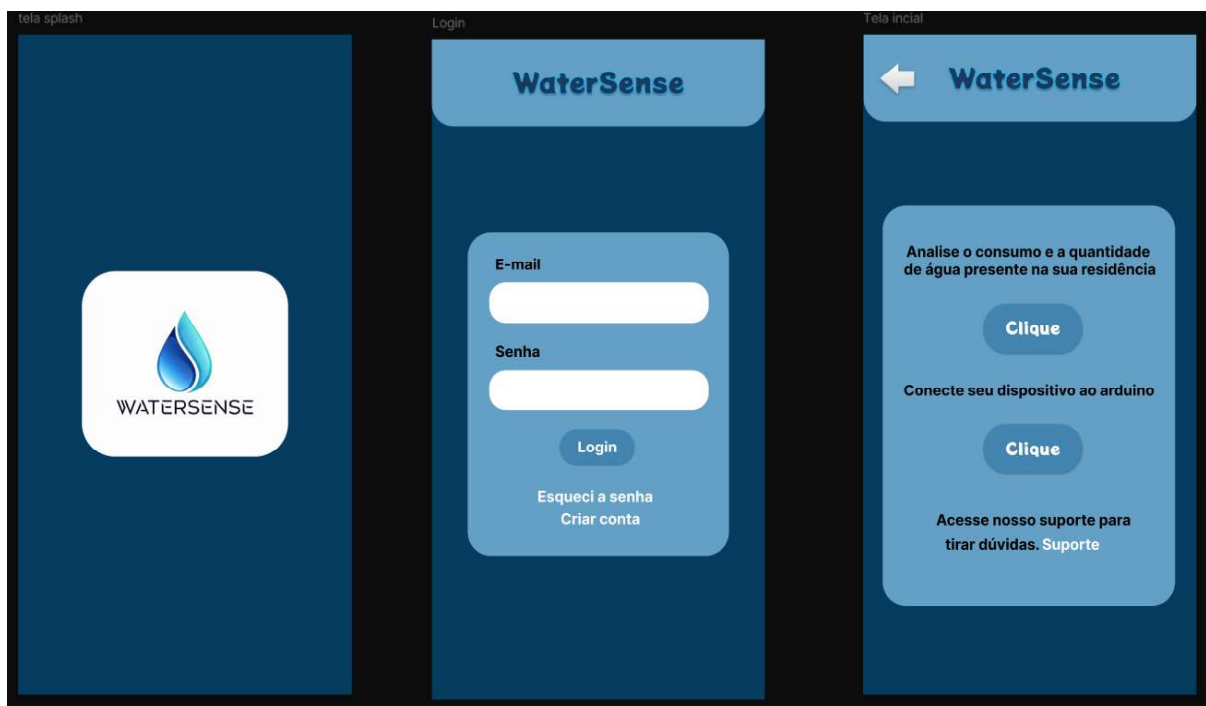 tela splash
WATERSENSE
Login
WaterSense
E-mail
Senha
Login
Esqueci a senha
Criar conta
Tela incial
WaterSense
Analise o consumo e a quantidade
de água presente na sua residência
Clique
Conecte seu dispositivo ao arduino
Clique
Acesse nosso suporte para
tirar dúvidas. Suporte